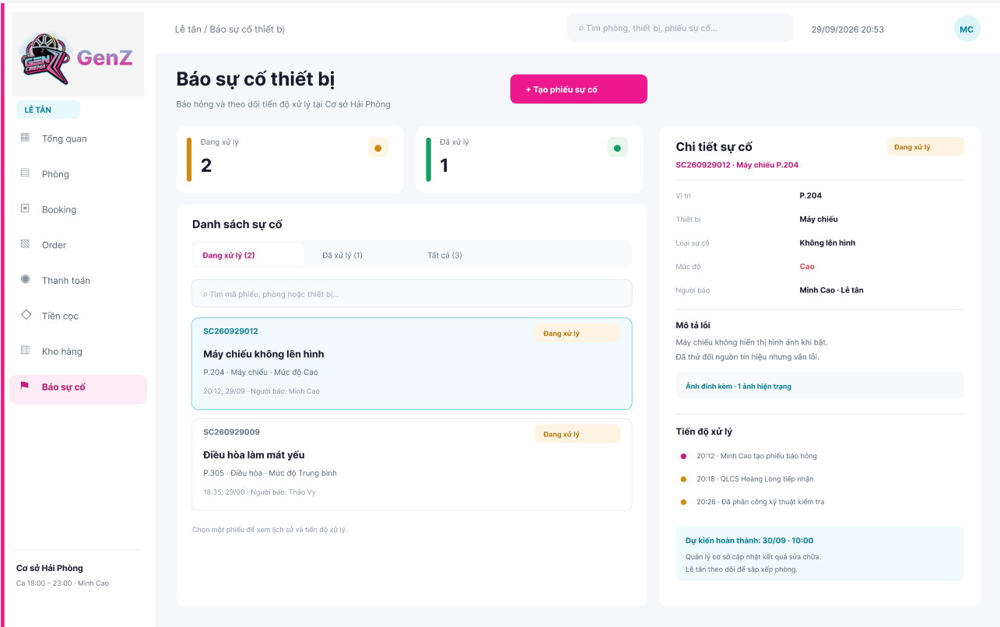 GEN Z
CINEMA
GenZ
LỄ TÂN
Tổng quan
Phòng
Booking
Order
Thanh toán
Tiền cọc
Kho hàng
Báo sự cố
Cơ sở Hải Phòng
Ca 18:00 – 23:00 · Minh Cao
Lễ tân / Báo sự cố thiết bị
Tìm phòng, thiết bị, phiếu sự cố...
29/09/2026 20:53
MC
Báo sự cố thiết bị
Báo hỏng và theo dõi tiến độ xử lý tại Cơ sở Hải Phòng
+ Tạo phiếu sự cố
Đang xử lý
2
Đã xử lý
1
Danh sách sự cố
Đang xử lý (2)
Đã xử lý (1)
Tất cả (3)
Tìm mã phiếu, phòng hoặc thiết bị...
SC260929012
Đang xử lý
Máy chiếu không lên hình
P.204 · Máy chiếu · Mức độ Cao
20:12, 29/09 · Người báo: Minh Cao
SC260929009
Đang xử lý
Điều hòa làm mát yếu
P.305 · Điều hòa · Mức độ Trung bình
18:35, 29/09 · Người báo: Thảo Vy
Chọn một phiếu để xem lịch sử và tiến độ xử lý.
Chi tiết sự cố
Đang xử lý
SC260929012 · Máy chiếu P.204
Vị trí
P.204
Thiết bị
Máy chiếu
Loại sự cố
Không lên hình
Mức độ
Cao
Người báo
Minh Cao · Lễ tân
Mô tả lỗi
Máy chiếu không hiển thị hình ảnh khi bật.
Đã thử đổi nguồn tín hiệu nhưng vẫn lỗi.
Ảnh đính kèm · 1 ảnh hiện trạng
Tiến độ xử lý
20:12 · Minh Cao tạo phiếu báo hỏng
20:18 · QLCS Hoàng Long tiếp nhận
20:26 · Đã phân công kỹ thuật kiểm tra
Dự kiến hoàn thành: 30/09 · 10:00
Quản lý cơ sở cập nhật kết quả sửa chữa.
Lễ tân theo dõi để sắp xếp phòng.